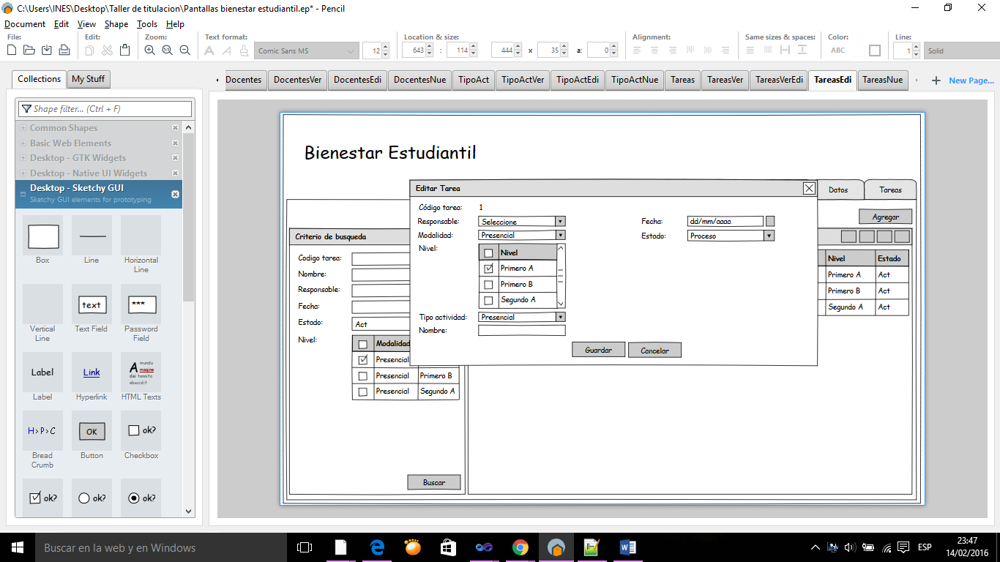 C:\Users\INES\Desktop\Taller de titulacion\Pantallas bienestar estudiantil.ep* - Pencil
Document Edit View Shape Tools Help
File: Edit: Zoom: Text format: Location & size: Alignment: Same sizes & spaces: Color: Line:
Comic Sans MS 12 643 : 114 444 x 35 a: 0 ABC 1 Solid
Collections My Stuff
Docentes DocentesVer DocentesEdi DocentesNue TipoAct TipoActVer TipoActEdi TipoActNue Tareas TareasVer TareasVerEdi TareasEdi TareasNue New Page...
Shape filter... (Ctrl + F)
Common Shapes
Basic Web Elements
Desktop - GTK Widgets
Desktop - Native UI Widgets
Desktop - Sketchy GUI
Sketchy GUI elements for prototyping
Box Line Horizontal Line
text ***
Vertical Line Text Field Password Field
Label Link A mundu magine dei tantito abucidit
Label Hyperlink HTML Texts
H>P>C OK ok?
Bread Crumb Button Checkbox
ok? ok? ok?
Bienestar Estudiantil
Datos Tareas
Agregar
Criterio de busqueda
Codigo tarea:
Nombre:
Responsable:
Fecha:
Estado: Act
Nivel: Modalidad
Presencial
Presencial Primero B
Presencial Segundo A
Buscar
Editar Tarea
Código tarea: 1
Responsable: Seleccione Fecha: dd/mm/aaaa
Modalidad: Presencial Estado: Proceso
Nivel: Nivel
Primero A
Primero B
Segundo A
Tipo actividad: Presencial
Nombre:
Guardar Cancelar
Nivel Estado
Primero A Act
Primero B Act
Segundo A Act
Buscar en la web y en Windows
ESP
23:47
14/02/2016